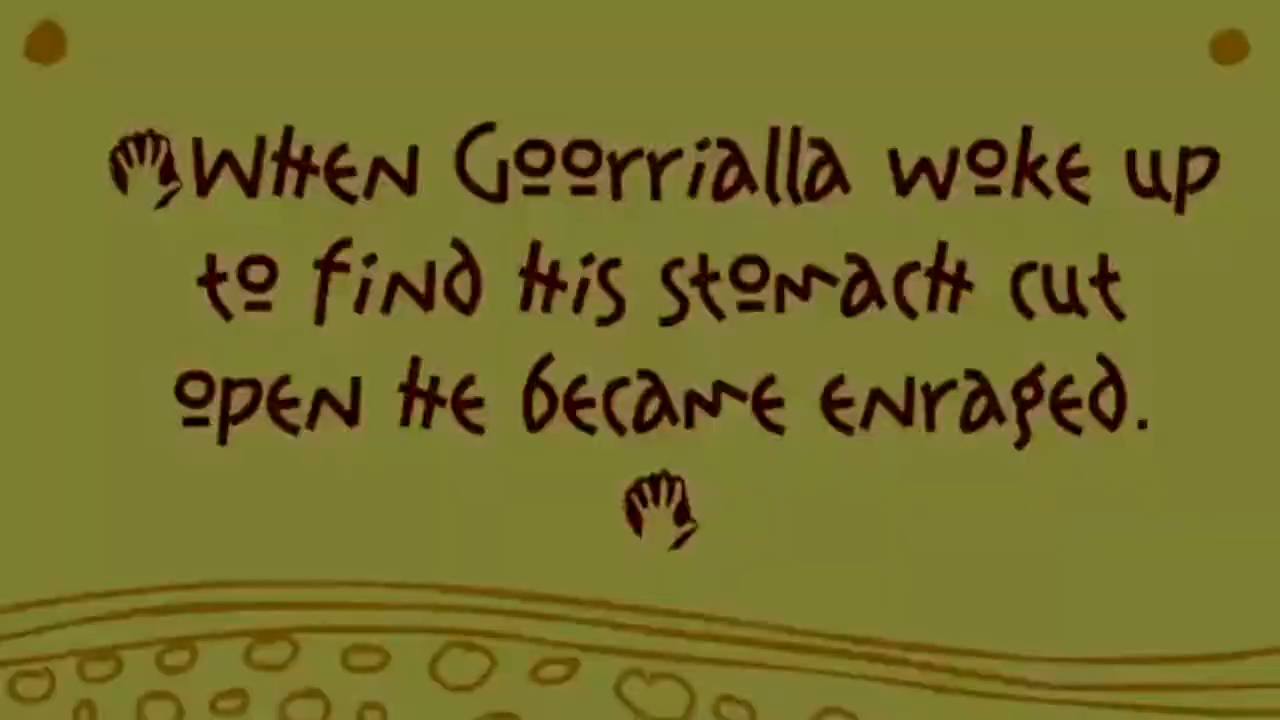 When Goorrialla woke up
to find his stomach cut
open he became enraged.